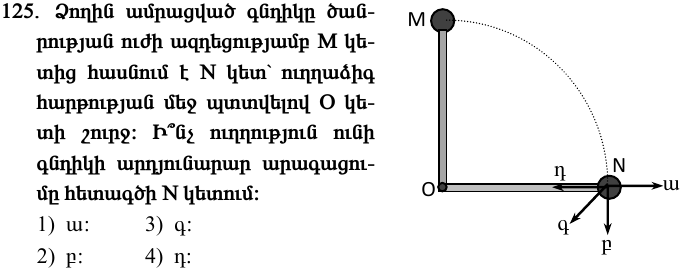 125. Ձողին ամրացված գնդիկը ծան-
րության ուժի ազդեցությամբ M կե-
տից հասնում է N կետ՝ ուղղաձիգ
հարթության մեջ պտտվելով O կե-
տի շուրջ: Ի՞նչ ուղղություն ունի
գնդիկի արդյունարար արագացու-
մը հետագծի N կետում:
1) ա: 3) գ:
2) բ: 4) դ:
M
N
դ
O
ա
գ
բ